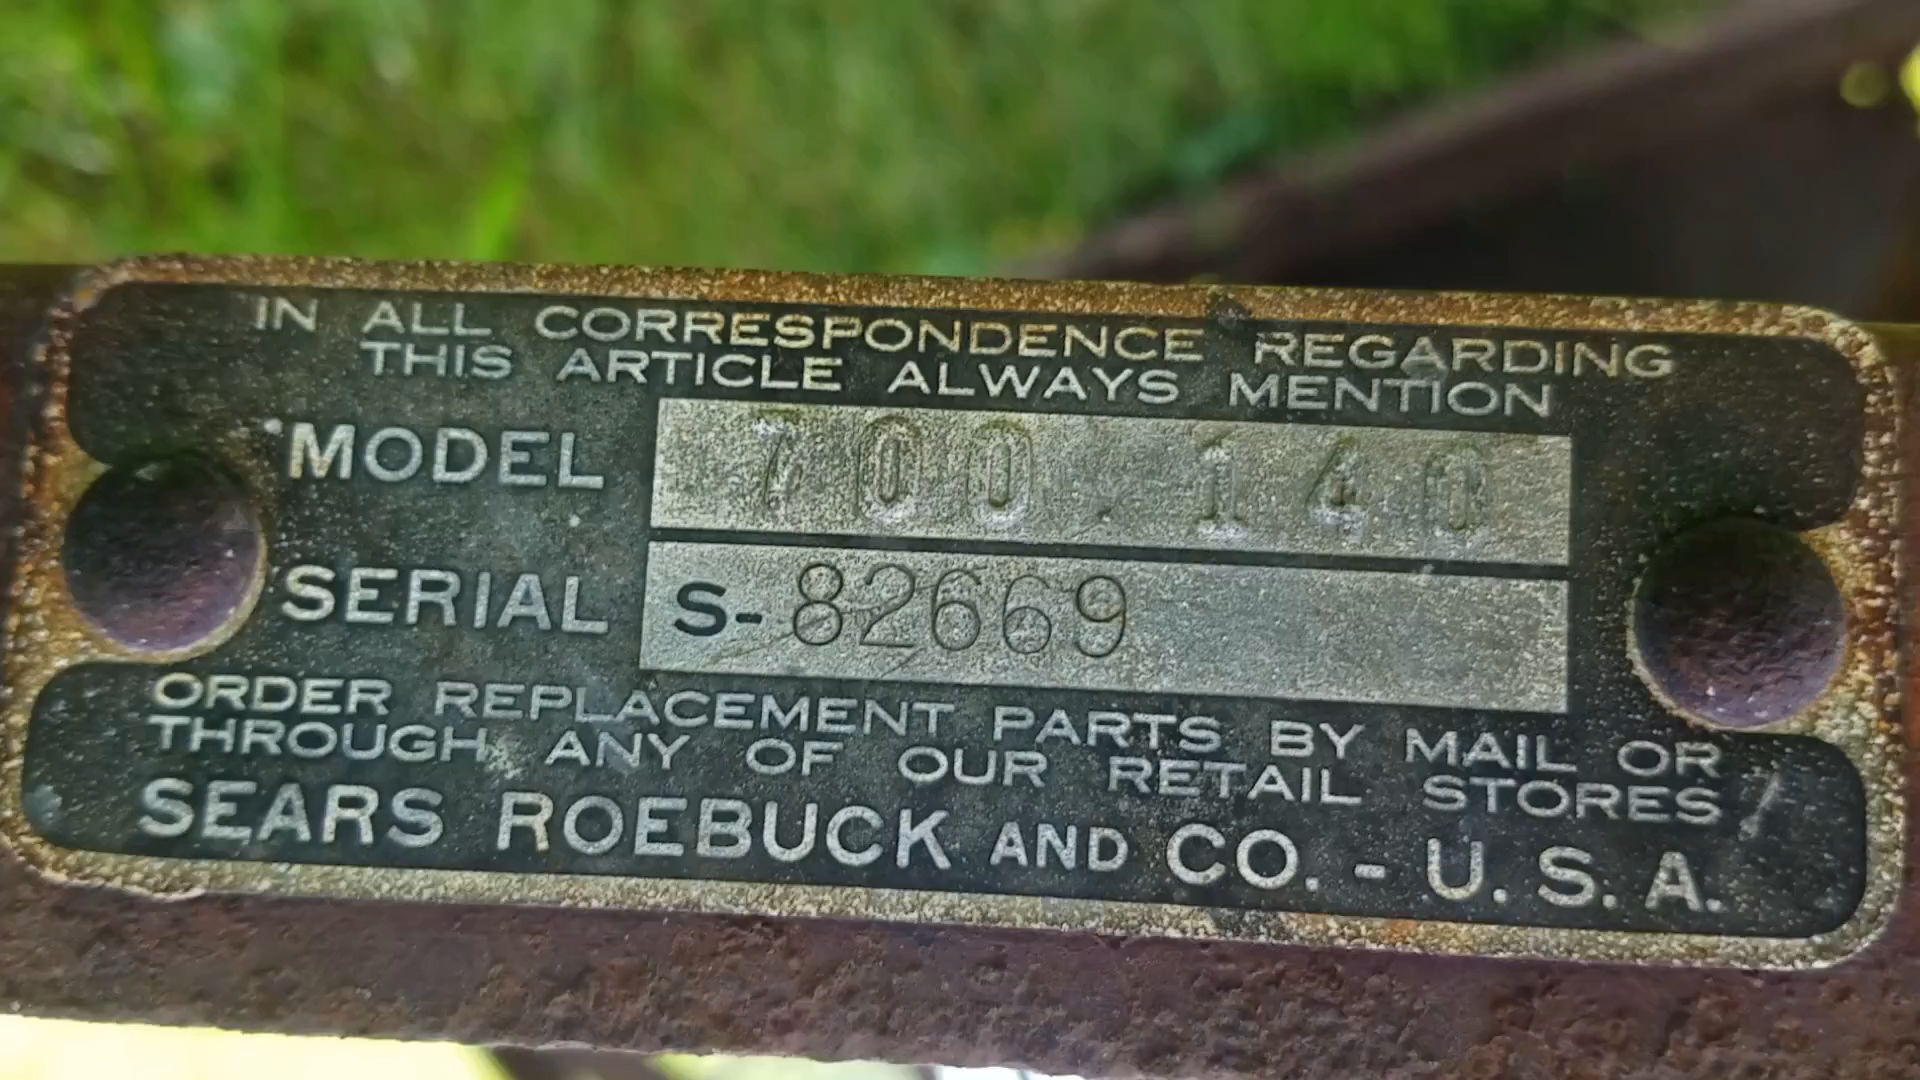 IN ALL CORRESPONDENCE REGARDING
THIS ARTICLE ALWAYS MENTION
MODEL 700.140
SERIAL S-82669
ORDER REPLACEMENT PARTS BY MAIL OR
THROUGH ANY OF OUR RETAIL STORES
SEARS ROEBUCK AND CO. - U. S. A.